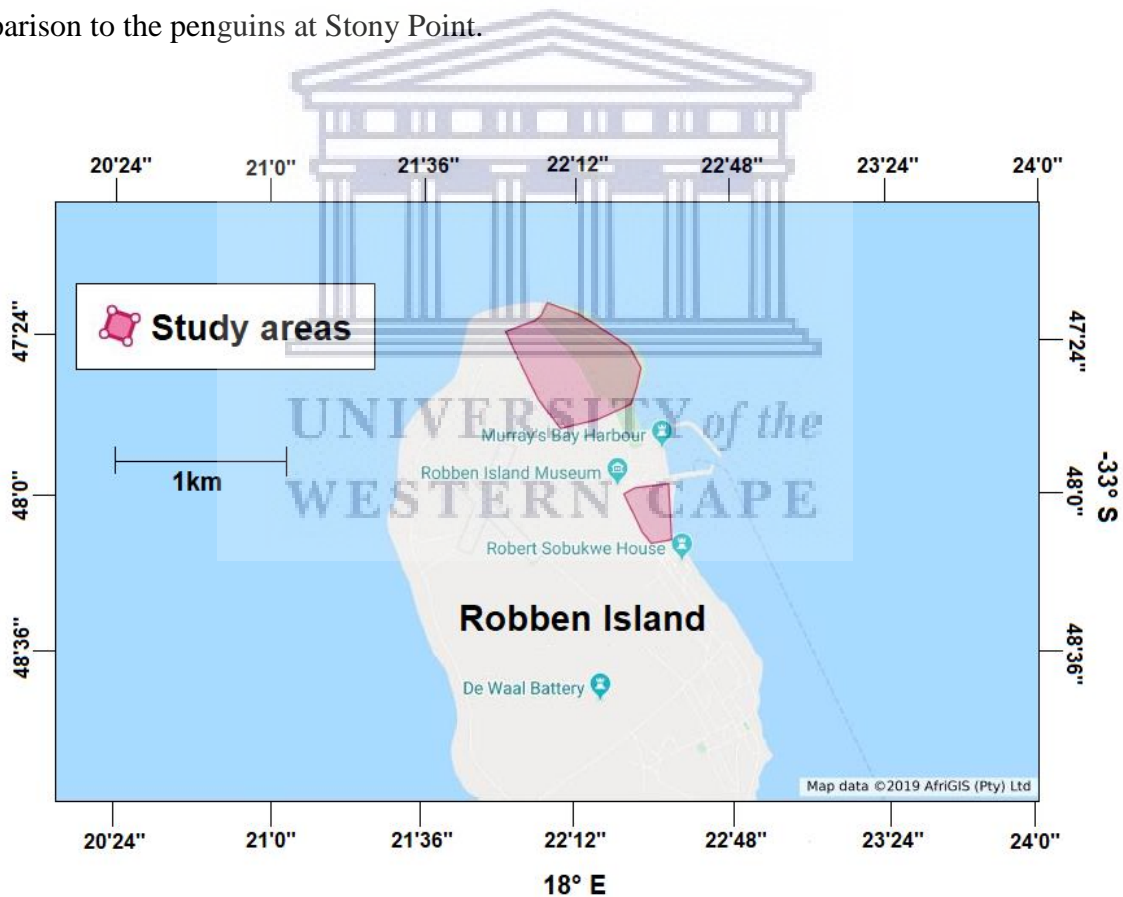 parison to the penguins at Stony Point.
20'24" 21'0" 21'36" 22'12" 22'48" 23'24" 24'0"
47'24"
Study areas
47'24"
UNIVERSITY of the
Murray's Bay Harbour
Robben Island Museum
1km
48'0"
WESTERN CAPE
48'0"
-33° S
Robert Sobukwe House
Robben Island
48'36"
48'36"
De Waal Battery
Map data ©2019 AfriGIS (Pty) Ltd
20'24" 21'0" 21'36" 22'12" 22'48" 23'24" 24'0"
18° E